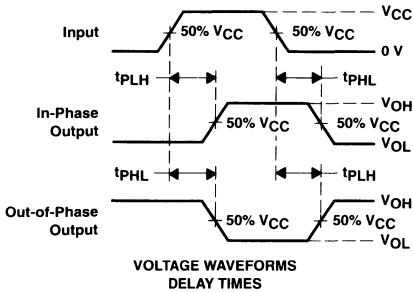 VCC
Input
50% VCC
50% VCC
0 V
tPLH
tPHL
VOH
In-Phase
Output
50% VCC
50% VCC
VOL
tPHL
tPLH
VOH
Out-of-Phase
Output
50% VCC
50% VCC
VOL
VOLTAGE WAVEFORMS
DELAY TIMES